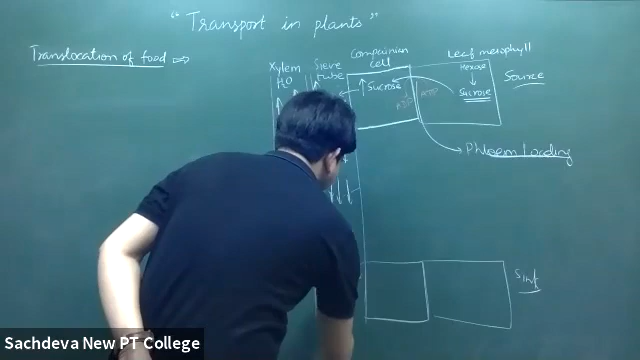 "Transport in plants"
Translocation of food ⇨
Xylem
H2O
Sieve
tube
Companion
cell
↑ Sucrose
Leaf mesophyll
Hexose
↓
Sucrose
Source
Phloem Loading
Sink
Sachdeva New PT College